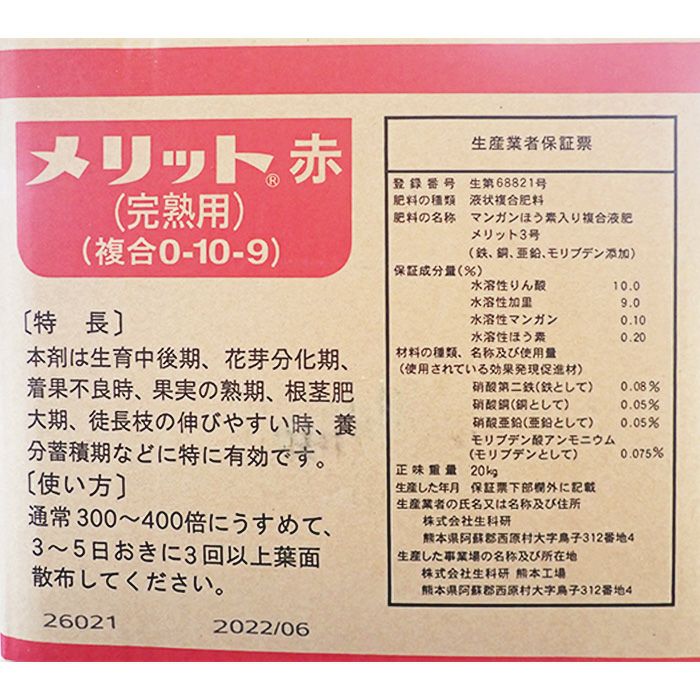 メリット® 赤
(完熟用)
(複合0-10-9)
〔特 長〕
本剤は生育中後期、花芽分化期、
着果不良時、果実の熟期、根茎肥
大期、徒長枝の伸びやすい時、養
分蓄積期などに特に有効です。
〔使い方〕
通常300〜400倍にうすめて、
3〜5日おきに3回以上葉面
散布してください。
26021 2022/06
生産業者保証票
登録番号 生第68821号
肥料の種類 液状複合肥料
肥料の名称 マンガンほう素入り複合液肥
メリット3号
(鉄、銅、亜鉛、モリブデン添加)
保証成分量(%)
水溶性りん酸 10.0
水溶性加里 9.0
水溶性マンガン 0.10
水溶性ほう素 0.20
材料の種類、名称及び使用量
(使用されている効果発現促進材)
硝酸第二鉄(鉄として) 0.08%
硝酸銅(銅として) 0.05%
硝酸亜鉛(亜鉛として) 0.05%
モリブデン酸アンモニウム
(モリブデンとして) 0.075%
正味重量 20kg
生産した年月 保証票下部欄外に記載
生産業者の氏名又は名称及び住所
株式会社生科研
熊本県阿蘇郡西原村大字鳥子312番地4
生産した事業場の名称及び所在地
株式会社生科研 熊本工場
熊本県阿蘇郡西原村大字鳥子312番地4